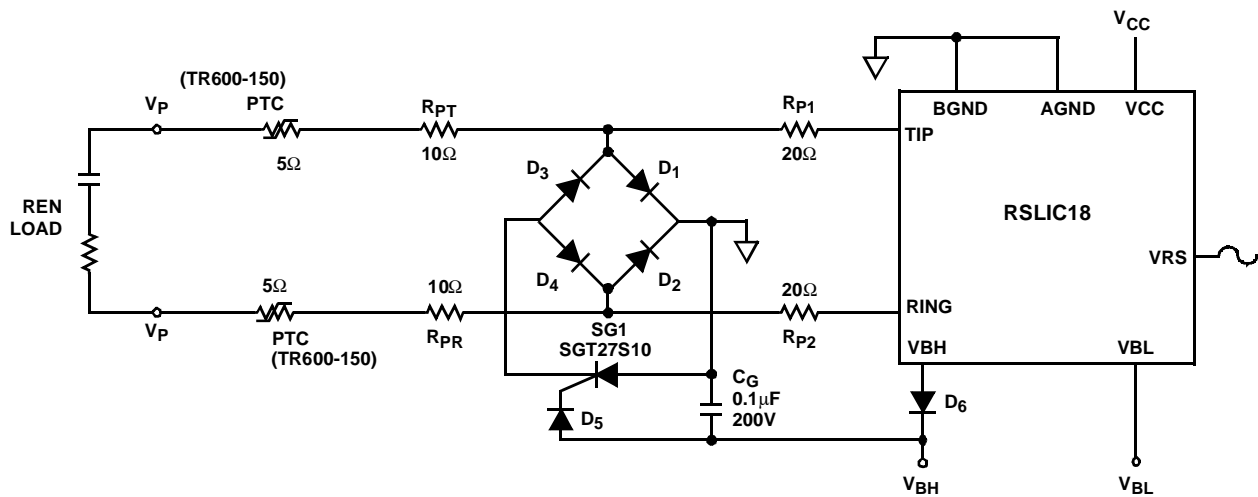 V_CC
(TR600-150)
PTC
V_P
5Ω
R_PT
10Ω
R_P1
20Ω
BGND
AGND
VCC
TIP
D_3
D_1
REN
LOAD
RSLIC18
VRS
D_4
D_2
5Ω
V_P
PTC
(TR600-150)
10Ω
R_PR
20Ω
R_P2
RING
VBH
VBL
SG1
SGT27S10
C_G
0.1μF
200V
D_5
D_6
V_BH
V_BL